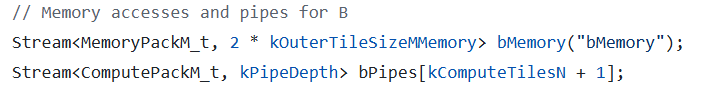 // Memory accesses and pipes for B
Stream<MemoryPackM_t, 2 * kOuterTileSizeMMemory> bMemory("bMemory");
Stream<ComputePackM_t, kPipeDepth> bPipes[kComputeTilesN + 1];